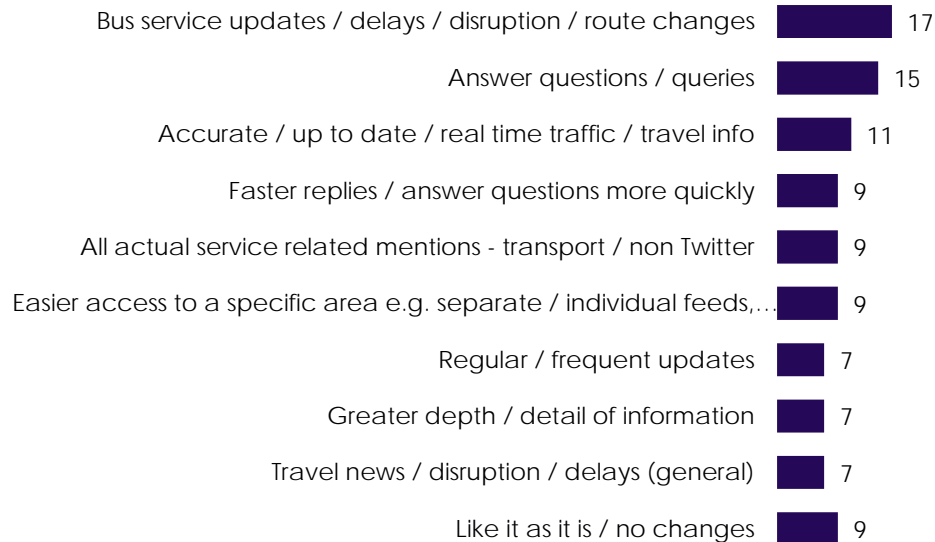 Bus service updates / delays / disruption / route changes 17
Answer questions / queries 15
Accurate / up to date / real time traffic / travel info 11
Faster replies / answer questions more quickly 9
All actual service related mentions - transport / non Twitter 9
Easier access to a specific area e.g. separate / individual feeds,… 9
Regular / frequent updates 7
Greater depth / detail of information 7
Travel news / disruption / delays (general) 7
Like it as it is / no changes 9